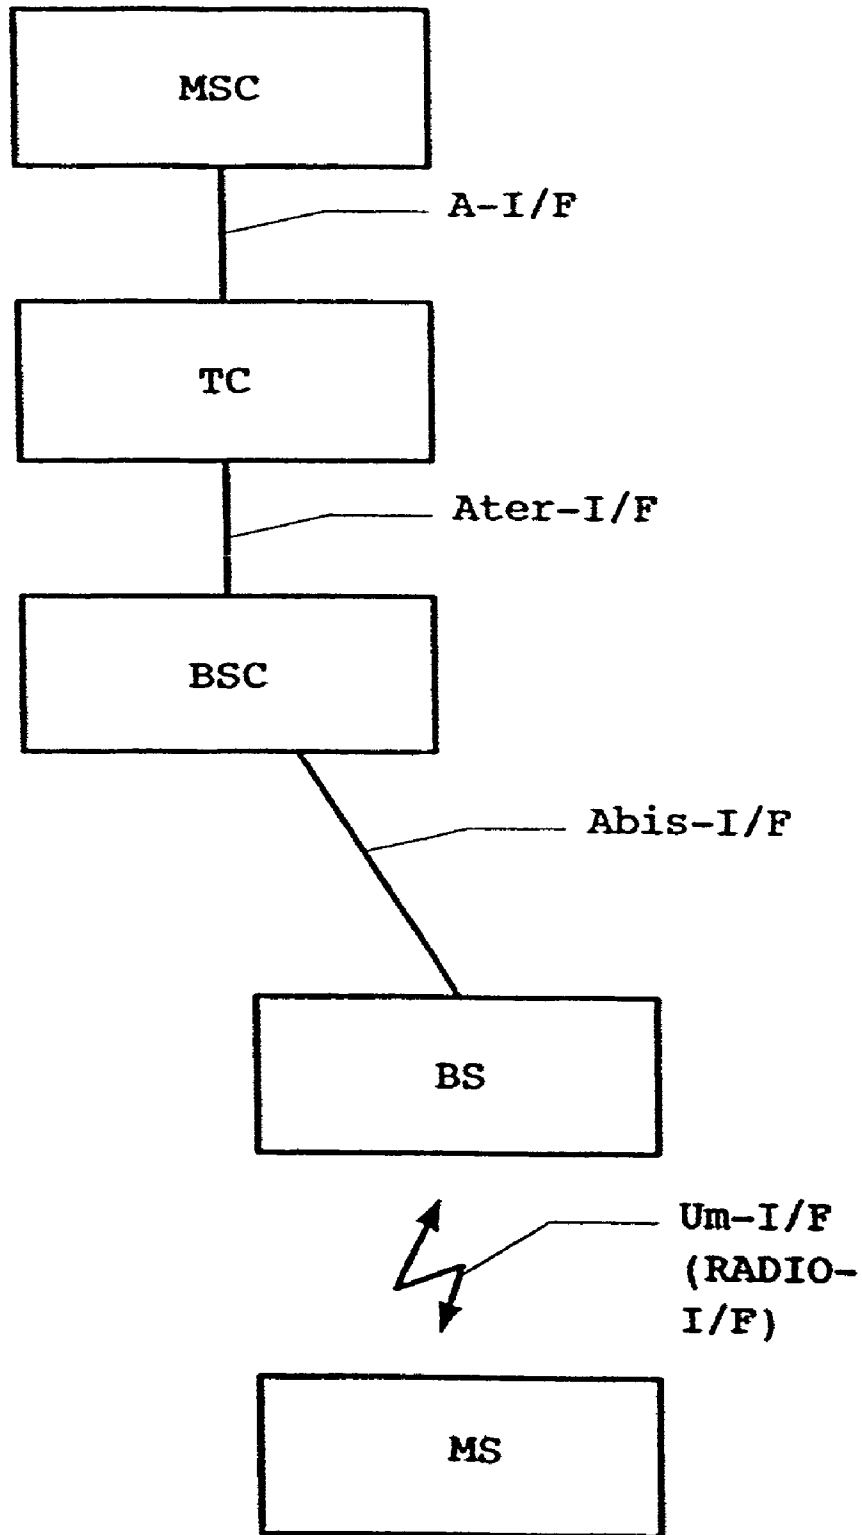 MSC
A-I/F
TC
Ater-I/F
BSC
Abis-I/F
BS
Um-I/F
(RADIO-
I/F)
MS